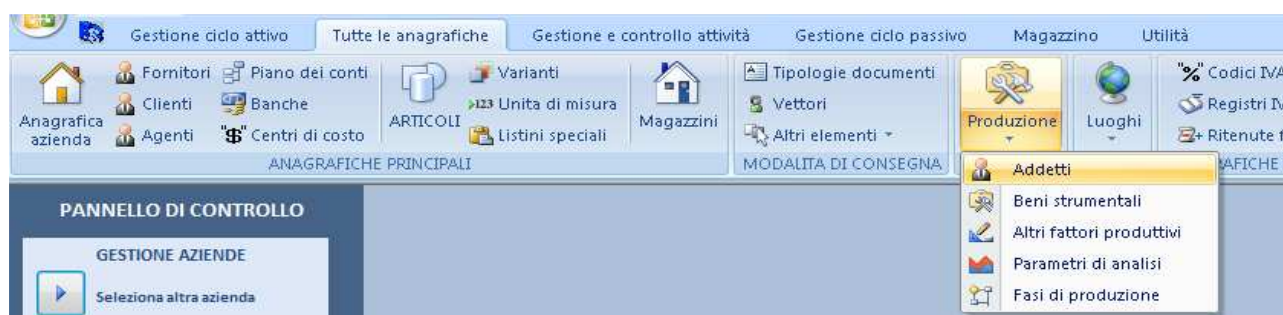 Gestione ciclo attivo Tutte le anagrafiche Gestione e controllo attività Gestione ciclo passivo Magazzino Utilità
Fornitori Piano dei conti Varianti Tipologie documenti "%" Codici IVA
Clienti Banche Unita di misura Vettori Registri IV
Anagrafica azienda Agenti "$" Centri di costo ARTICOLI Listini speciali Magazzini Altri elementi Produzione Luoghi Ritenute f
ANAGRAFICHE PRINCIPALI MODALITA DI CONSEGNA AFICHE
Addetti
Beni strumentali
Altri fattori produttivi
Parametri di analisi
Fasi di produzione
PANNELLO DI CONTROLLO
GESTIONE AZIENDE
Seleziona altra azienda